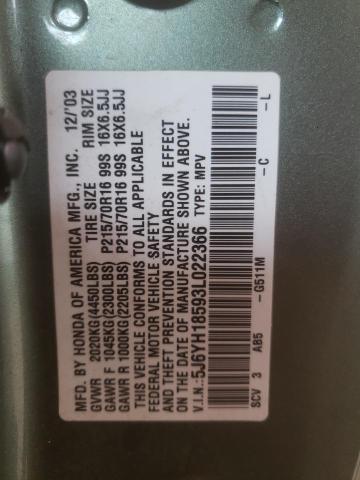 MFD. BY HONDA OF AMERICA MFG., INC. 12/'03
TIRE SIZE RIM SIZE
GVWR 2020KG(4450LBS)
GAWR F 1045KG(2300LBS) P215/70R16 99S 16X6.5JJ
GAWR R 1000KG(2205LBS) P215/70R16 99S 16X6.5JJ
THIS VEHICLE CONFORMS TO ALL APPLICABLE
FEDERAL MOTOR VEHICLE SAFETY
AND THEFT PREVENTION STANDARDS IN EFFECT
ON THE DATE OF MANUFACTURE SHOWN ABOVE.
V.I.N.:5J6YH18593L022366 TYPE: MPV
SCV 3 AB5 -G511M -C -L